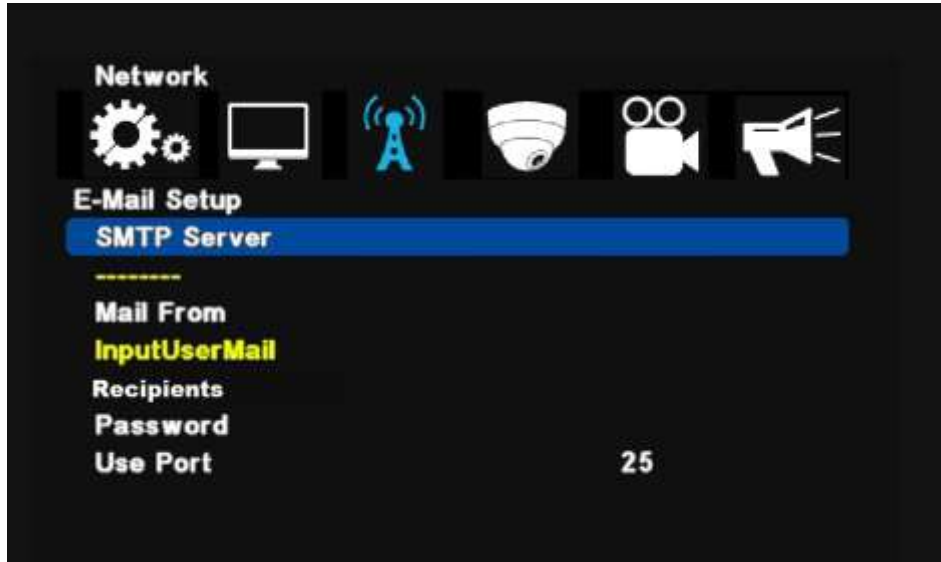 Network
E-Mail Setup
SMTP Server
--------
Mail From
InputUserMail
Recipients
Password
Use Port 25